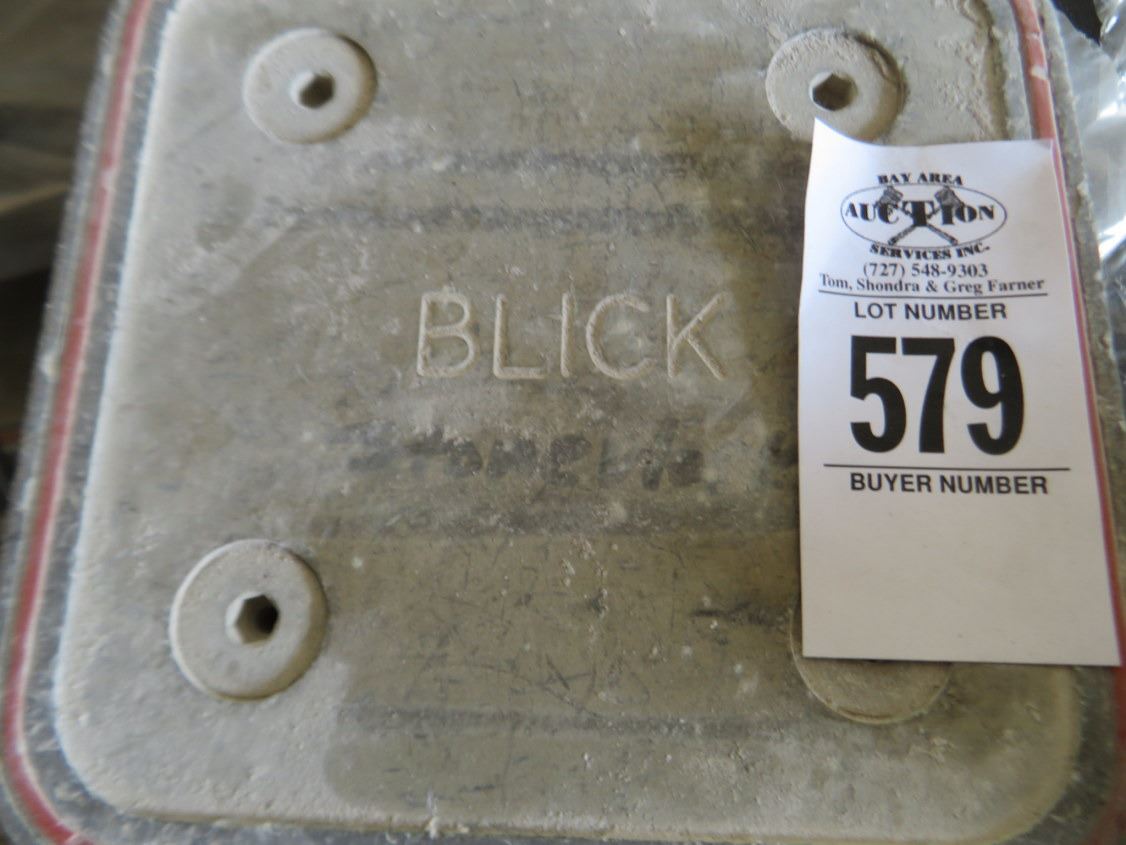 BLICK
BAY AREA
AUCTION
SERVICES INC.
(727) 548-9303
Tom, Shondra & Greg Farner
LOT NUMBER
579
BUYER NUMBER